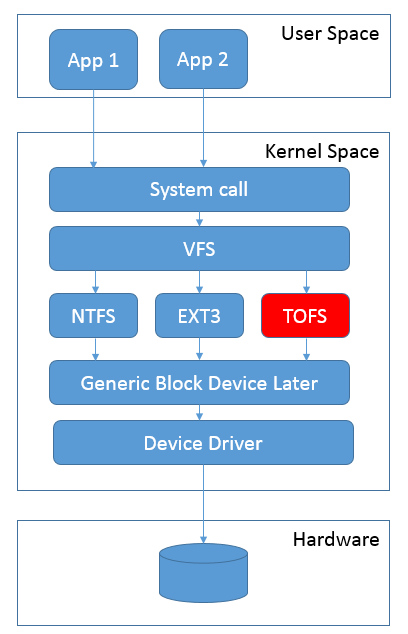 User Space
App 1
App 2
Kernel Space
System call
VFS
NTFS
EXT3
TOFS
Generic Block Device Later
Device Driver
Hardware